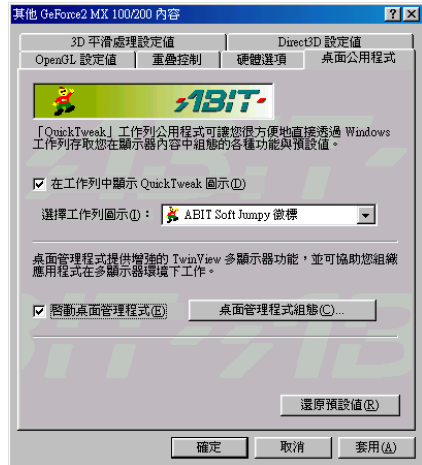 其他 GeForce2 MX 100/200 內容
3D 平滑處理設定值
Direct3D 設定值
OpenGL 設定值
重疊控制
硬體選項
桌面公用程式
ABIT
「QuickTweak」工作列公用程式可讓您很方便地直接透過 Windows
工作列存取您在顯示器內容中組態的各種功能與預設值。
在工作列中顯示 QuickTweak 圖示(D)
選擇工作列圖示(I)：
ABIT Soft Jumpy 徽標
桌面管理程式提供增強的 TwinView 多顯示器功能，並可協助您組織
應用程式在多顯示器環境下工作。
啓動桌面管理程式(E)
桌面管理程式組態(C)...
還原預設值(R)
確定
取消
套用(A)